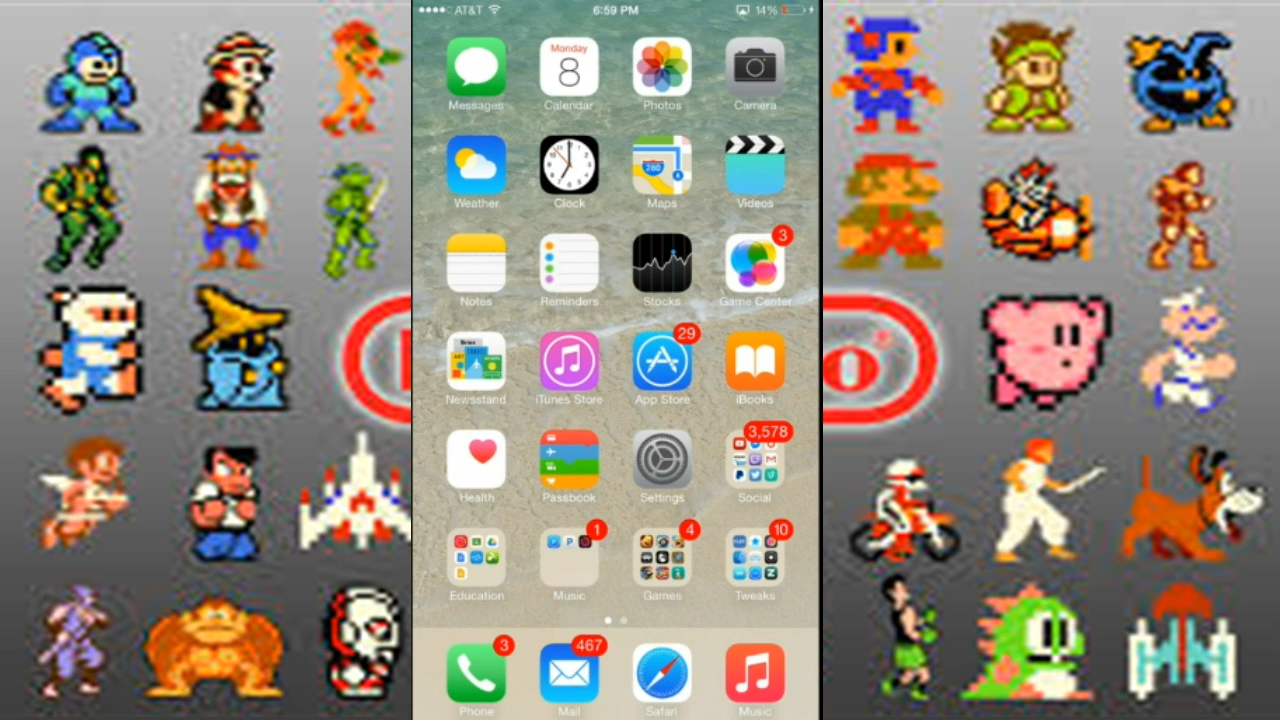 AT&T 6:59 PM 14%
Monday
8
Messages Calendar Photos Camera
280
Weather Clock Maps Videos
3
Notes Reminders Stocks Game Center
29
News
Newsstand iTunes Store App Store iBooks
3,578
Health Passbook Settings Social
1 4 10
P
Education Music Games Tweaks
3 467
Phone Mail Safari Music
o®